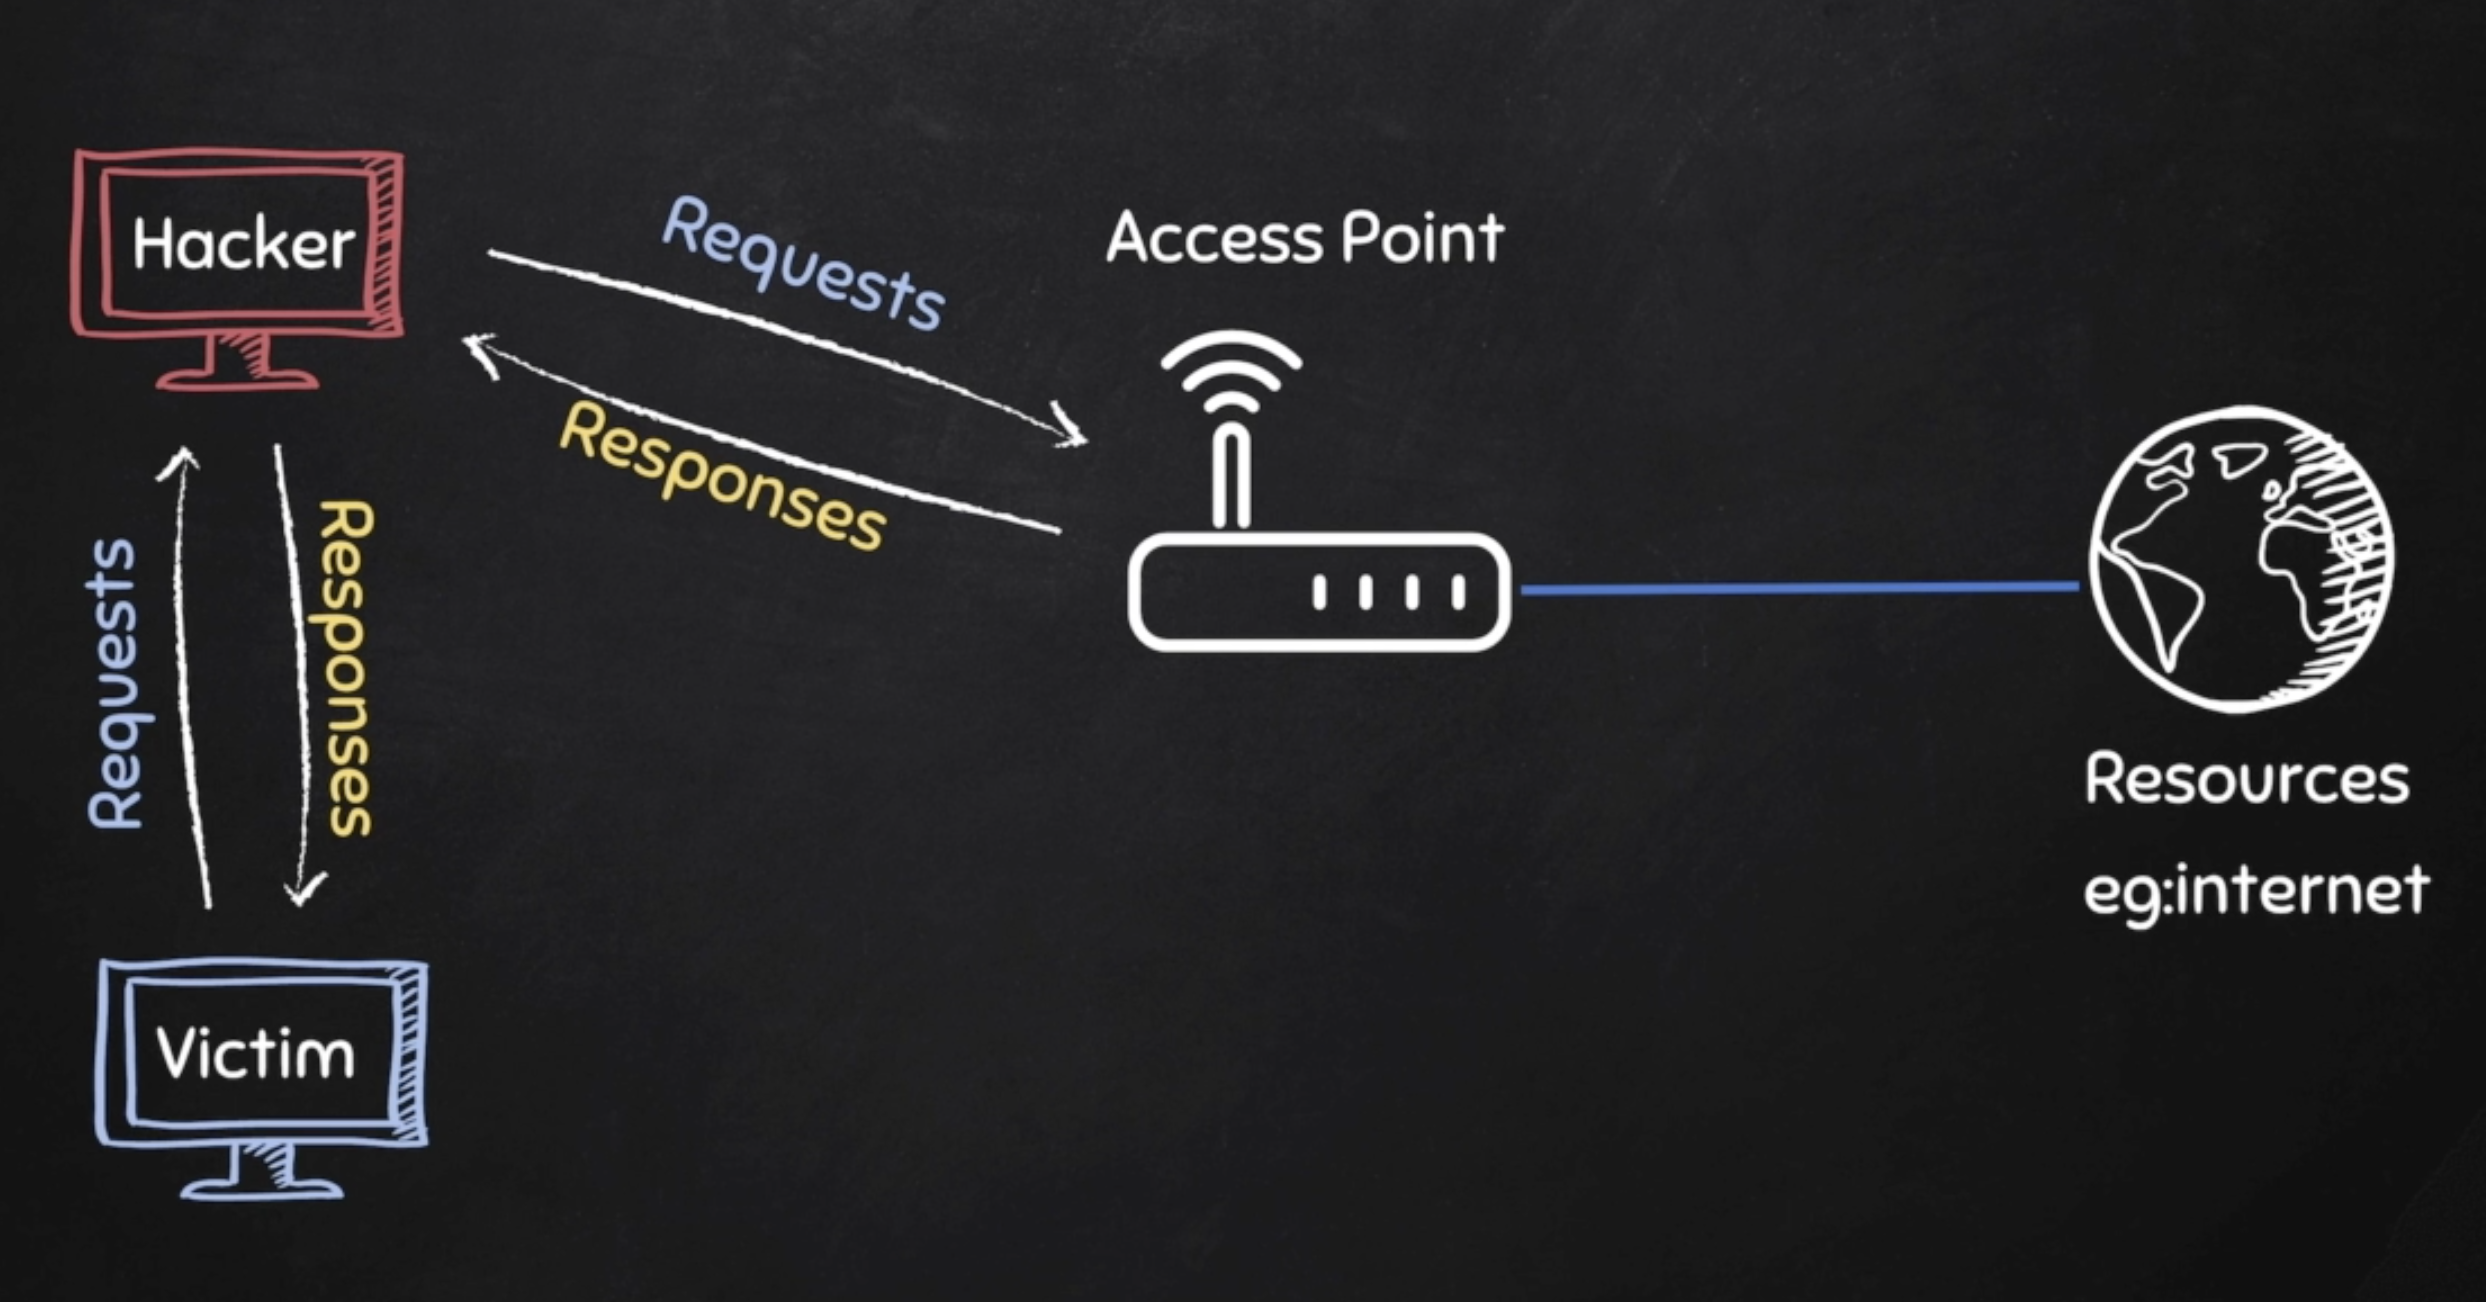 Hacker
Requests
Responses
Access Point
Requests
Responses
Victim
Resources
eg:internet